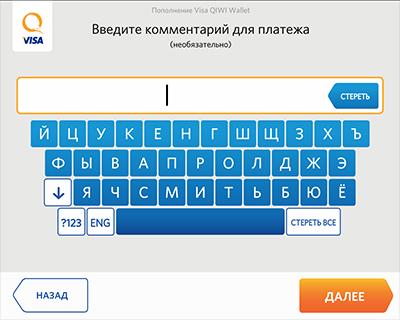 Пополнение Visa QIWI Wallet
VISA
Введите комментарий для платежа
(необязательно)
СТЕРЕТЬ
Й Ц У К Е Н Г Ш Щ З Х Ъ
Ф Ы В А П Р О Л Д Ж Э
Я Ч С М И Т Ь Б Ю Ё
?123 ENG СТЕРЕТЬ ВСЕ
НАЗАД ДАЛЕЕ